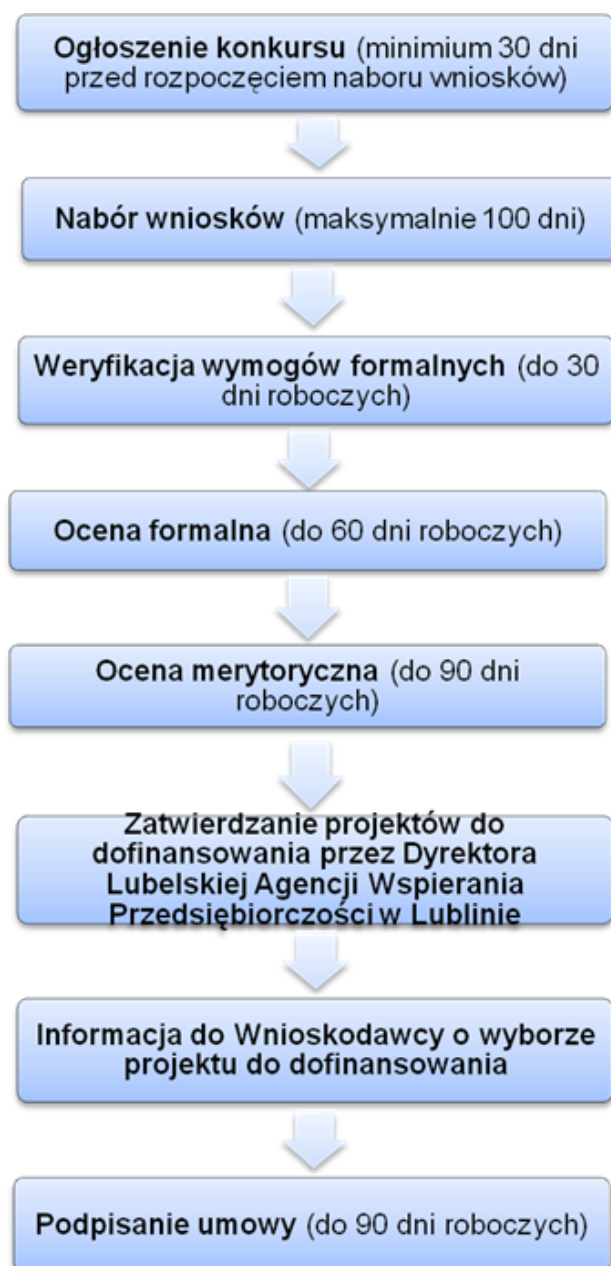 Ogłoszenie konkursu (minimum 30 dni
przed rozpoczęciem naboru wniosków)
Nabór wniosków (maksymalnie 100 dni)
Weryfikacja wymogów formalnych (do 30
dni roboczych)
Ocena formalna (do 60 dni roboczych)
Ocena merytoryczna (do 90 dni
roboczych)
Zatwierdzanie projektów do
dofinansowania przez Dyrektora
Lubelskiej Agencji Wspierania
Przedsiębiorczości w Lublinie
Informacja do Wnioskodawcy o wyborze
projektu do dofinansowania
Podpisanie umowy (do 90 dni roboczych)